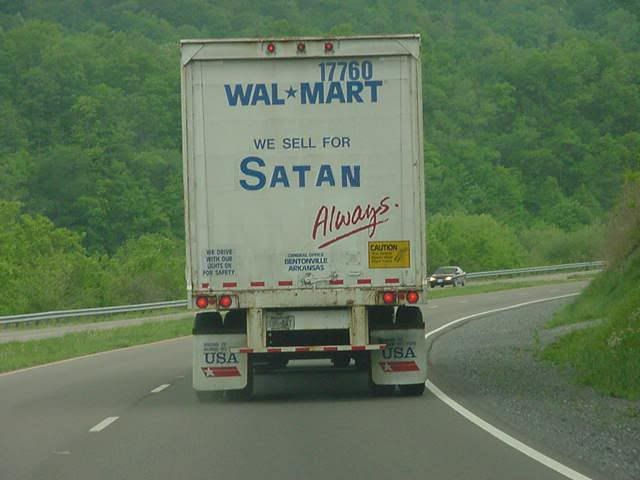 17760
WAL★MART
WE SELL FOR
SATAN
Always.
WE DRIVE
WITH OUR
LIGHTS ON
FOR SAFETY
GENERAL OFFICE
BENTONVILLE
ARKANSAS
CAUTION
USA
USA